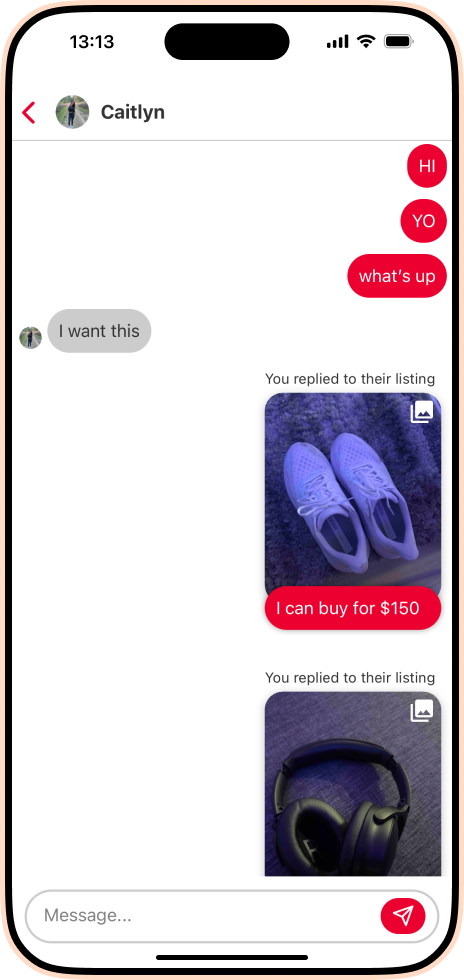 13:13
Caitlyn
HI
YO
what's up
I want this
You replied to their listing
I can buy for $150
You replied to their listing
Message...